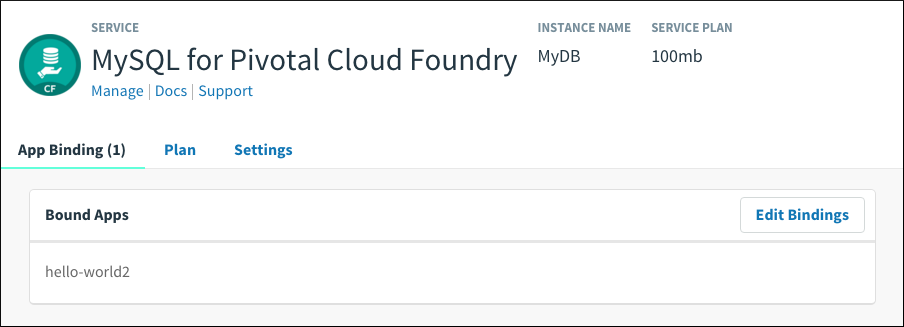 SERVICE
MySQL for Pivotal Cloud Foundry
Manage | Docs | Support
INSTANCE NAME
MyDB
SERVICE PLAN
100mb
CF
App Binding (1) Plan Settings
Bound Apps Edit Bindings
hello-world2